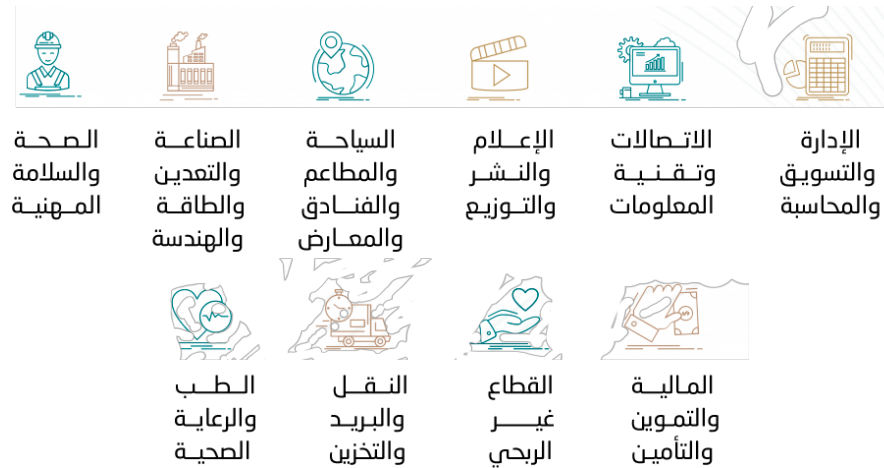 الإدارة
والتسويق
والمحاسبة
الاتصالات
وتقنية
المعلومات
الإعلام
والنشر
والتوزيع
السياحة
والمطاعم
والفنادق
والمعارض
الصناعة
والتعدين
والطاقة
والهندسة
الصحة
والسلامة
المهنية
المالية
والتموين
والتأمين
القطاع
غير
الربحي
النقل
والبريد
والتخزين
الطب
والرعاية
الصحية